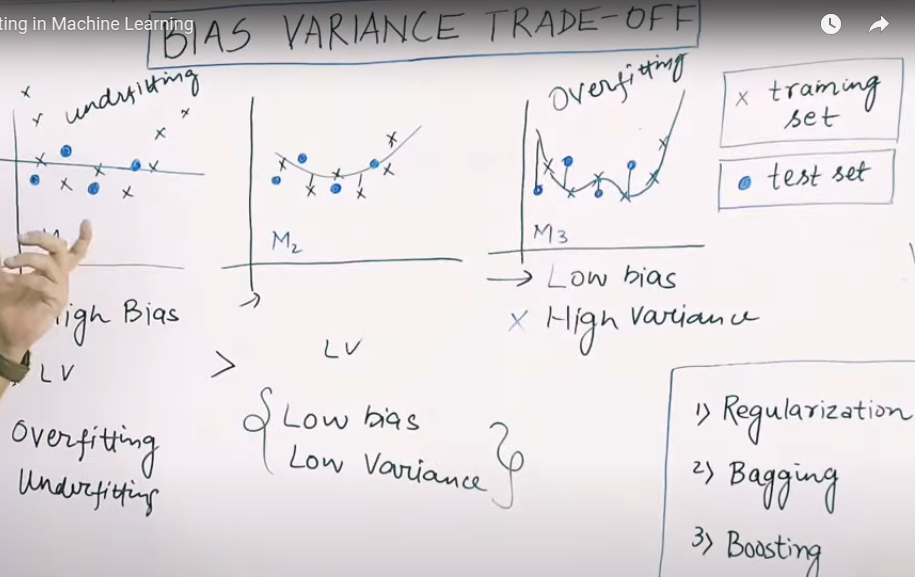 ting in Machine Learning
BIAS VARIANCE TRADE-OFF
undrfitting
Overfitting
x training
set
test set
M2
M3
→ Low bias
x High variance
igh Bias
LV
>
LV
Low bias
Low Variance
Overfitting
Underfitting
1) Regularization
2) Bagging
3) Boosting